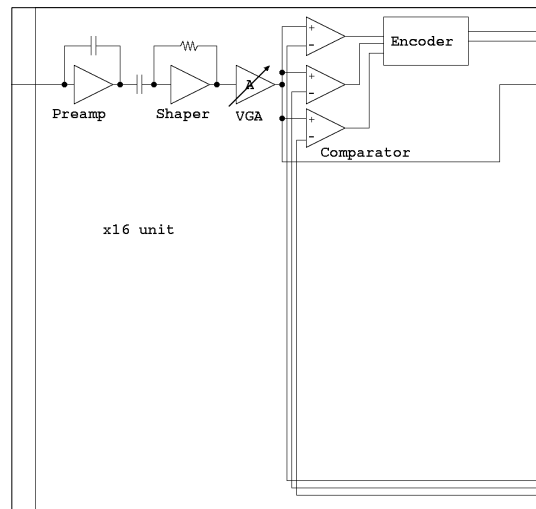 Encoder
Preamp
Shaper
VGA
A
Comparator
x16 unit